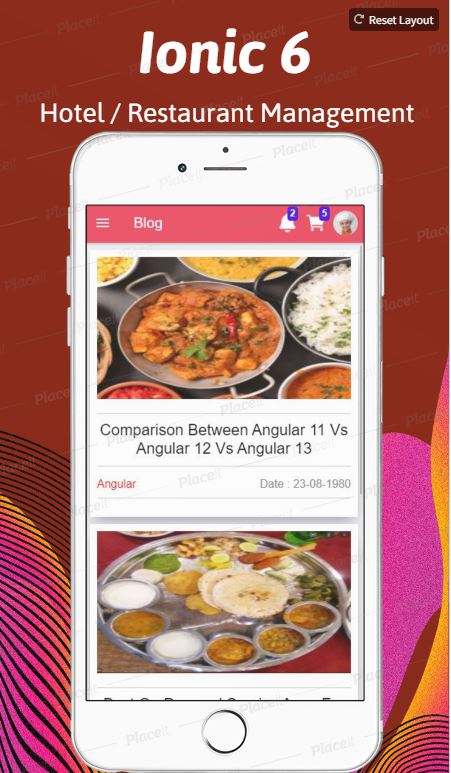 Reset Layout
Ionic 6
Hotel / Restaurant Management
Blog
2
5
Comparison Between Angular 11 Vs
Angular 12 Vs Angular 13
Angular
Date : 23-08-1980
Placeit